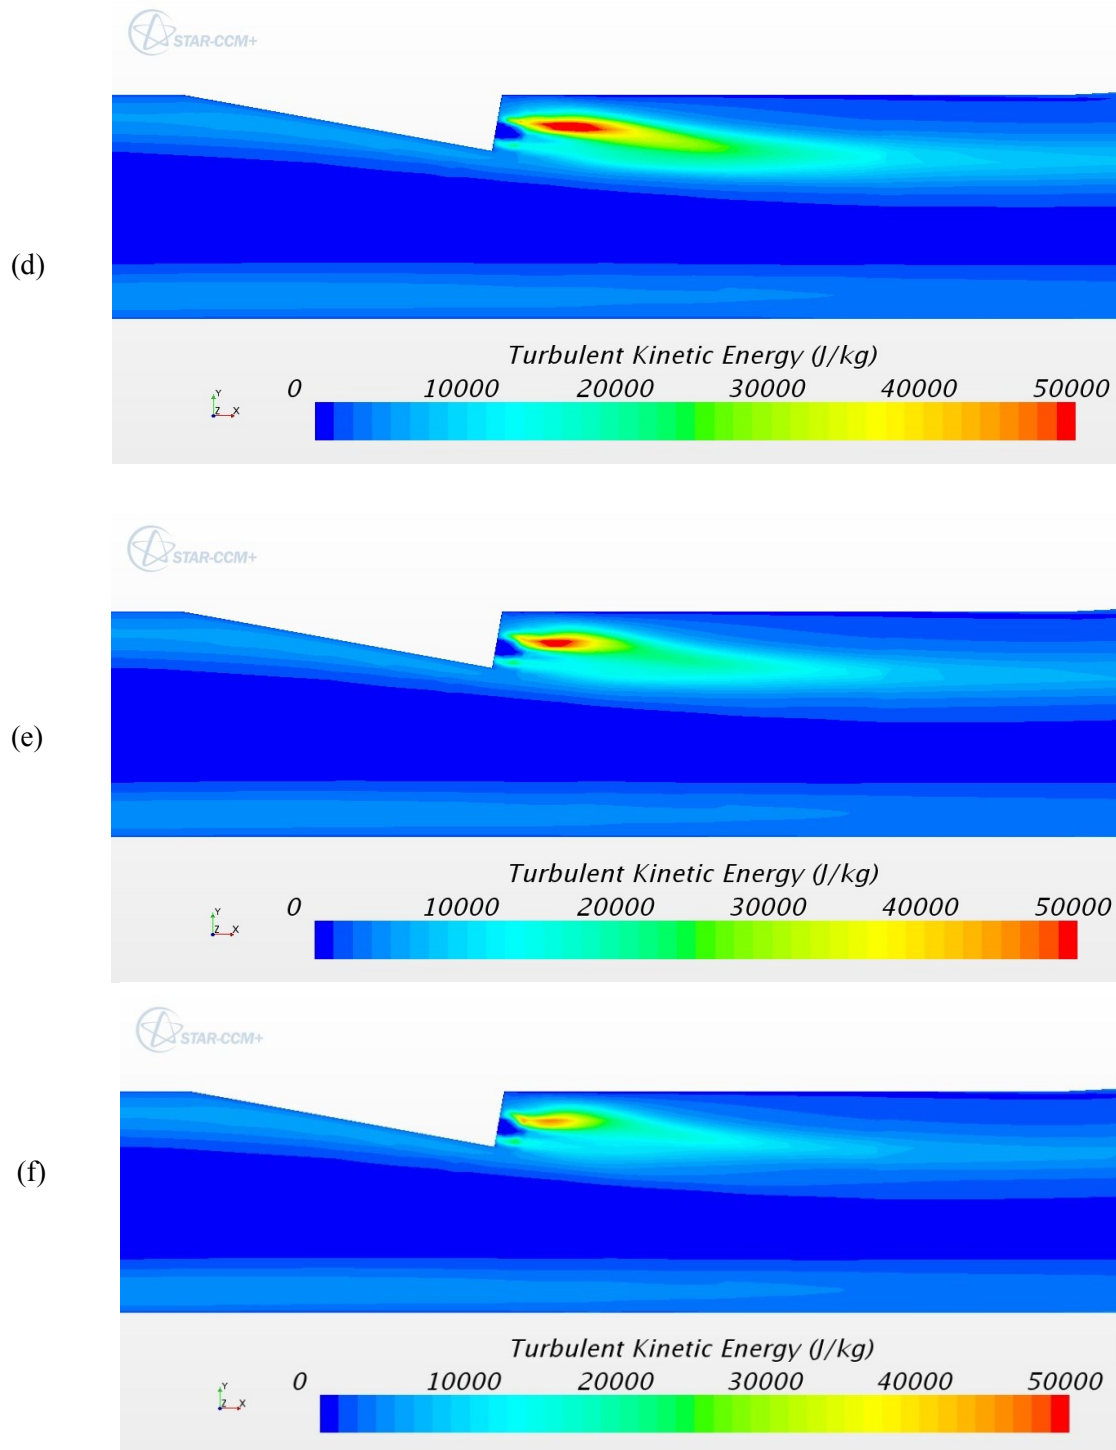 STAR-CCM+
(d)
Turbulent Kinetic Energy (J/kg)
0 10000 20000 30000 40000 50000
Y
Z X
STAR-CCM+
(e)
Turbulent Kinetic Energy (J/kg)
0 10000 20000 30000 40000 50000
Y
Z X
STAR-CCM+
(f)
Turbulent Kinetic Energy (J/kg)
0 10000 20000 30000 40000 50000
Y
Z X